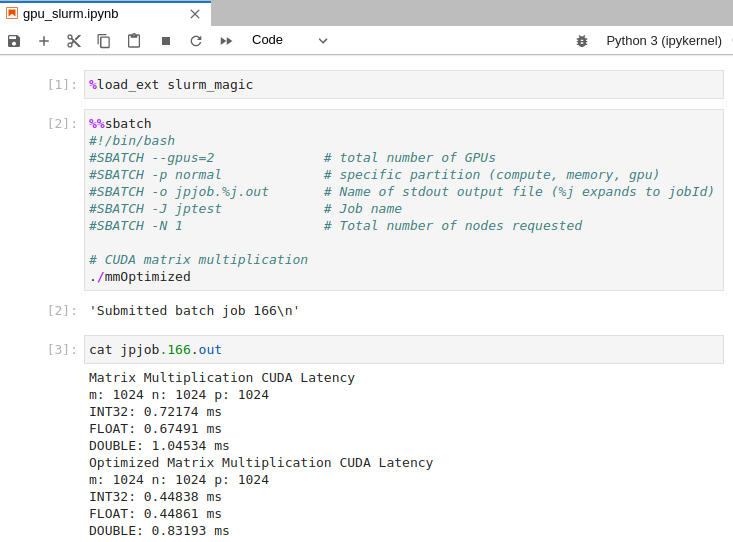 gpu_slurm.ipynb
Code
Python 3 (ipykernel)
[1]: %load_ext slurm_magic
[2]: %%sbatch
#!/bin/bash
#SBATCH --gpus=2 # total number of GPUs
#SBATCH -p normal # specific partition (compute, memory, gpu)
#SBATCH -o jpjob.%j.out # Name of stdout output file (%j expands to jobId)
#SBATCH -J jptest # Job name
#SBATCH -N 1 # Total number of nodes requested
# CUDA matrix multiplication
./mmOptimized
[2]: 'Submitted batch job 166\n'
[3]: cat jpjob.166.out
Matrix Multiplication CUDA Latency
m: 1024 n: 1024 p: 1024
INT32: 0.72174 ms
FLOAT: 0.67491 ms
DOUBLE: 1.04534 ms
Optimized Matrix Multiplication CUDA Latency
m: 1024 n: 1024 p: 1024
INT32: 0.44838 ms
FLOAT: 0.44861 ms
DOUBLE: 0.83193 ms